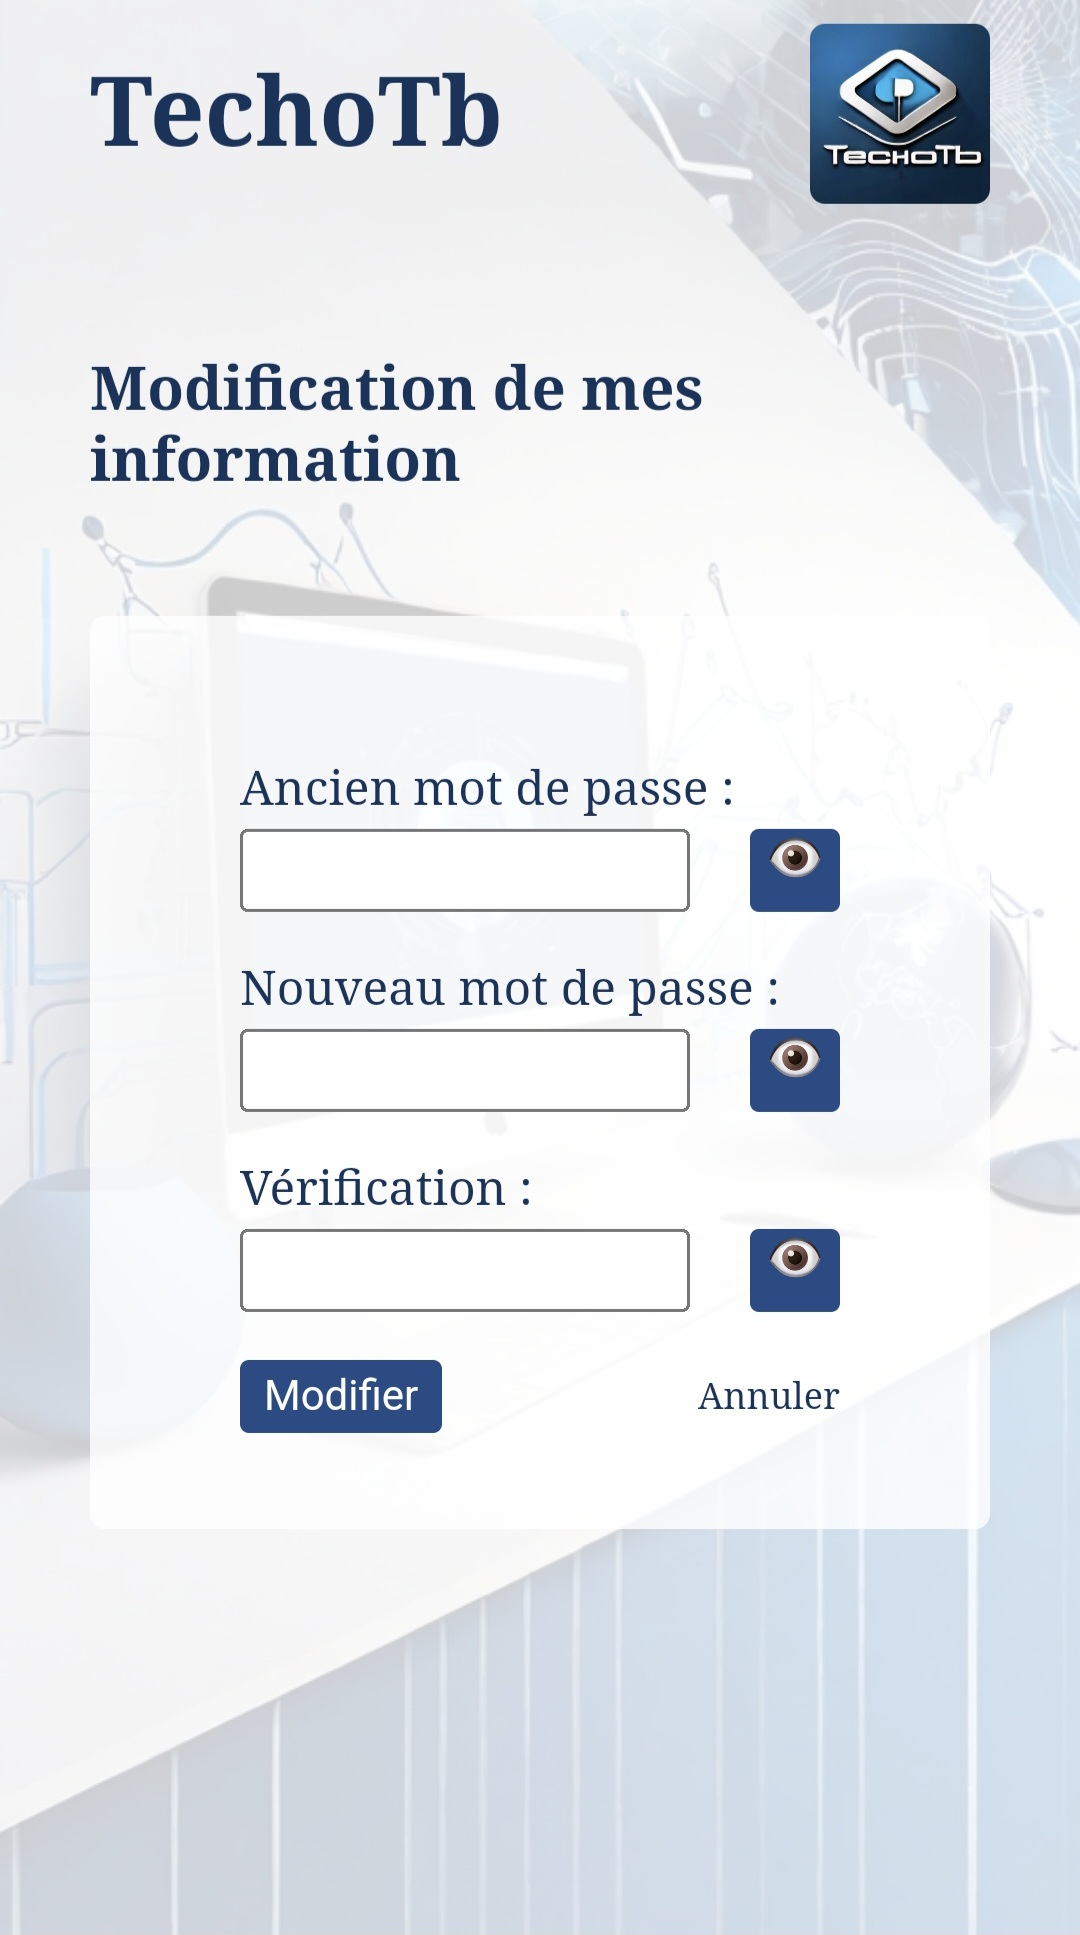 TechoTb
TECHOTB
Modification de mes
information
Ancien mot de passe :
Nouveau mot de passe :
Vérification :
Modifier
Annuler